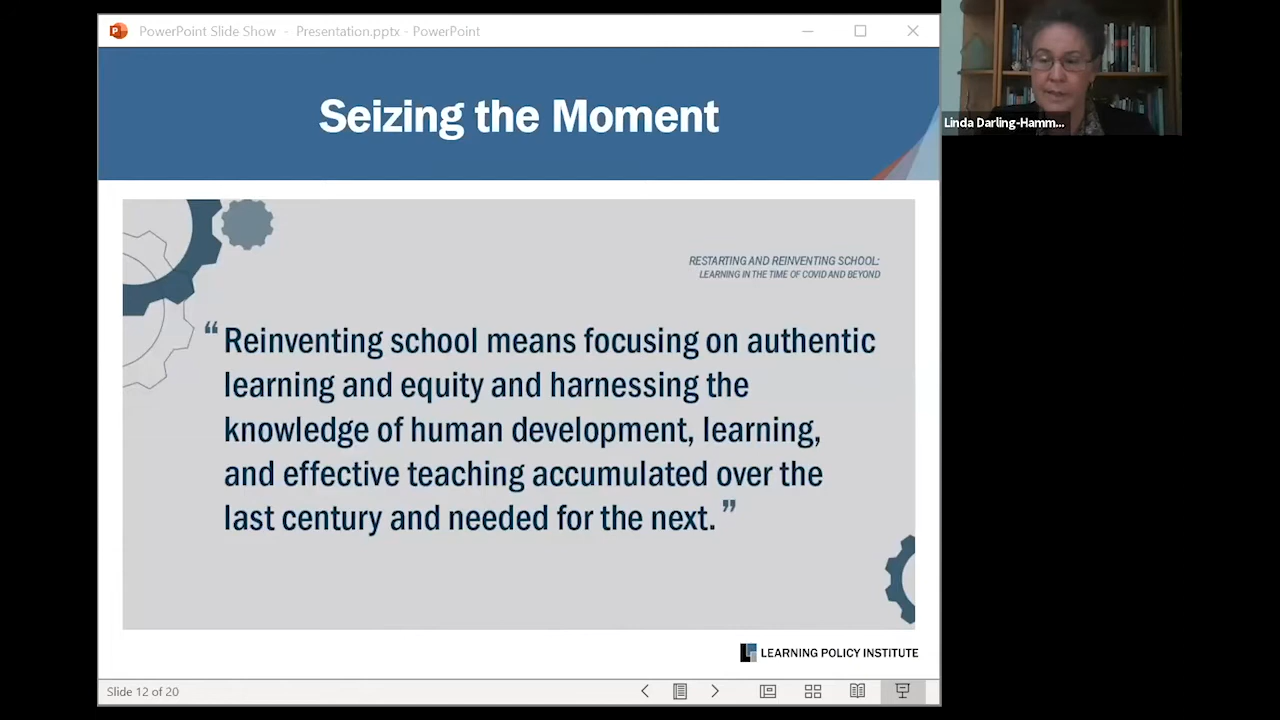 PowerPoint Slide Show - Presentation.pptx - PowerPoint
Linda Darling-Hamm...
Seizing the Moment
RESTARTING AND REINVENTING SCHOOL:
LEARNING IN THE TIME OF COVID AND BEYOND
“Reinventing school means focusing on authentic
learning and equity and harnessing the
knowledge of human development, learning,
and effective teaching accumulated over the
last century and needed for the next.”
LEARNING POLICY INSTITUTE
Slide 12 of 20